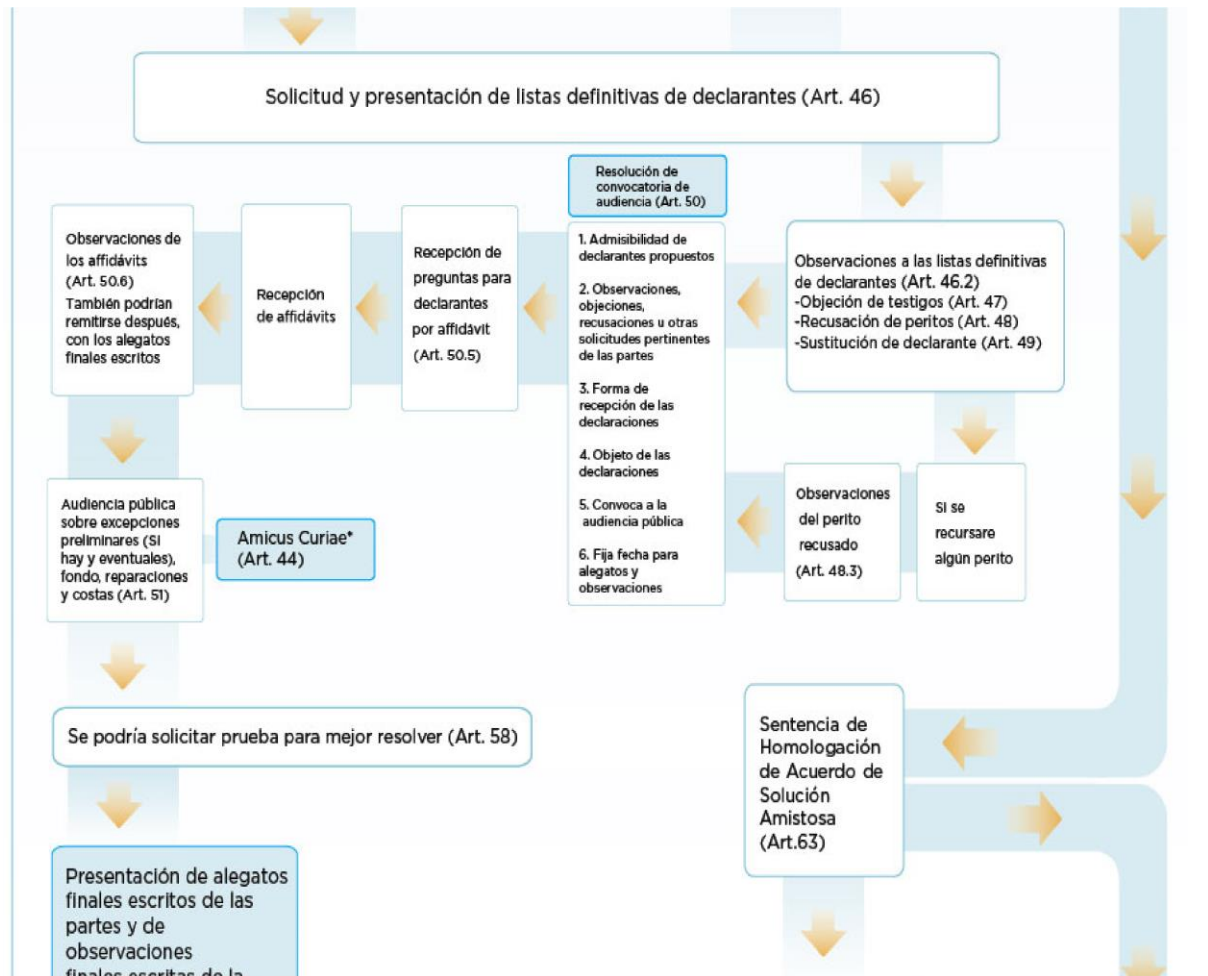 Solicitud y presentación de listas definitivas de declarantes (Art. 46)
Resolución de
convocatoria de
audiencia (Art. 50)
Observaciones de
los affidávits
(Art. 50.6)
También podrían
remitirse después,
con los alegatos
finales escritos
Recepción
de affidávits
Recepción de
preguntas para
declarantes
por affidávit
(Art. 50.5)
1. Admisibilidad de
declarantes propuestos
2. Observaciones,
objeciones,
recusaciones u otras
solicitudes pertinentes
de las partes
3. Forma de
recepción de las
declaraciones
4. Objeto de las
declaraciones
5. Convoca a la
audiencia pública
6. Fija fecha para
alegatos y
observaciones
Observaciones a las listas definitivas
de declarantes (Art. 46.2)
-Objeción de testigos (Art. 47)
-Recusación de peritos (Art. 48)
-Sustitución de declarante (Art. 49)
Observaciones
del perito
recusado
(Art. 48.3)
Si se
recursare
algún perito
Audiencia pública
sobre excepciones
preliminares (Si
hay y eventuales),
fondo, reparaciones
y costas (Art. 51)
Amicus Curiae*
(Art. 44)
Se podría solicitar prueba para mejor resolver (Art. 58)
Sentencia de
Homologación
de Acuerdo de
Solución
Amistosa
(Art.63)
Presentación de alegatos
finales escritos de las
partes y de
observaciones
finales escritas de la